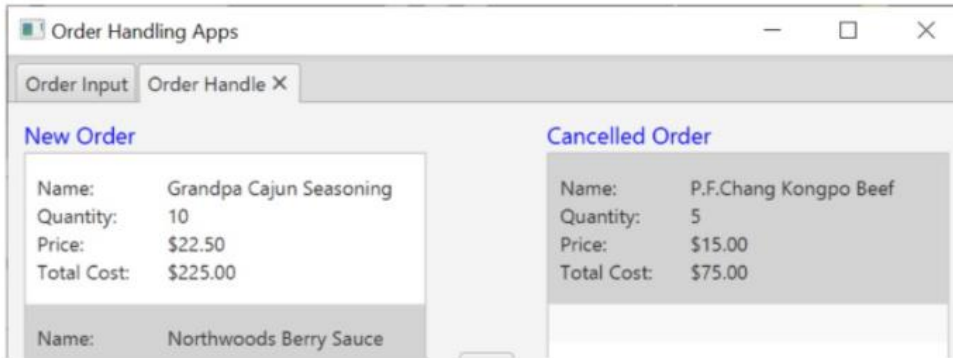 Order Handling Apps
Order Input Order Handle
New Order
Name: Grandpa Cajun Seasoning
Quantity: 10
Price: $22.50
Total Cost: $225.00
Name: Northwoods Berry Sauce
Cancelled Order
Name: P.F.Chang Kongpo Beef
Quantity: 5
Price: $15.00
Total Cost: $75.00